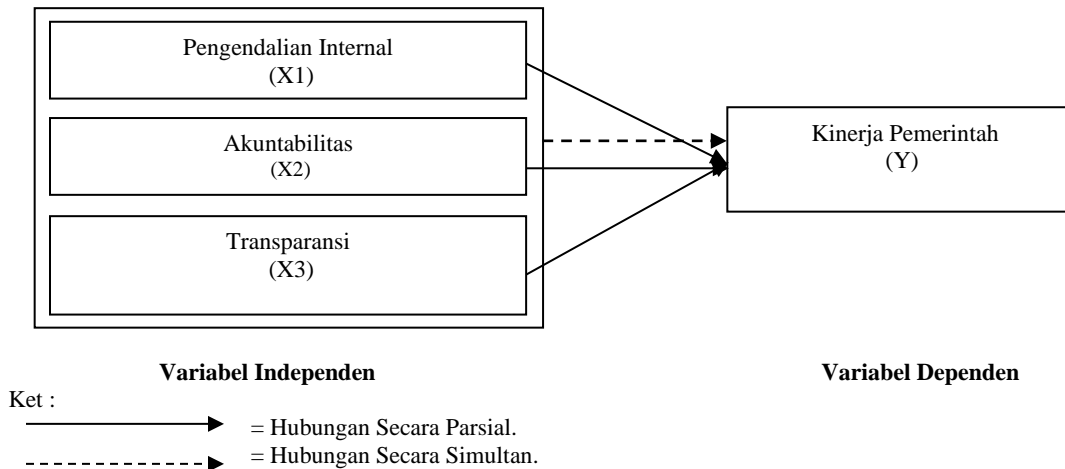 Pengendalian Internal
(X1)
Akuntabilitas
(X2)
Transparansi
(X3)
Kinerja Pemerintah
(Y)
Variabel Independen
Variabel Dependen
Ket :
= Hubungan Secara Parsial.
= Hubungan Secara Simultan.